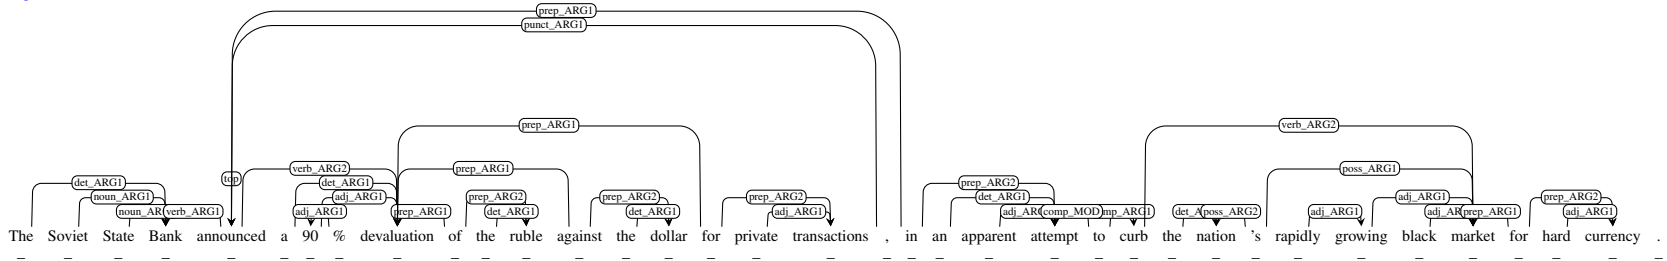 prep_ARG1
punct_ARG1
prep_ARG1 verb_ARG2
top verb_ARG2 prep_ARG1 poss_ARG1
det_ARG1 det_ARG1 prep_ARG2
noun_ARG1 adj_ARG1 prep_ARG2 prep_ARG2 prep_ARG2 det_ARG1 adj_ARG1 prep_ARG2
verb_ARG1 adj_ARG1 prep_ARG1 det_ARG1 det_ARG1 adj_ARG1 comp_MOD poss_ARG2 adj_ARG1 prep_ARG1 adj_ARG1
The Soviet State Bank announced a 90 % devaluation of the ruble against the dollar for private transactions , in an apparent attempt to curb the nation 's rapidly growing black market for hard currency .
_ _ _ _ _ _ _ _ _ _ _ _ _ _ _ _ _ _ _ _ _ _ _ _ _ _ _ _ _ _ _ _ _ _ _ _